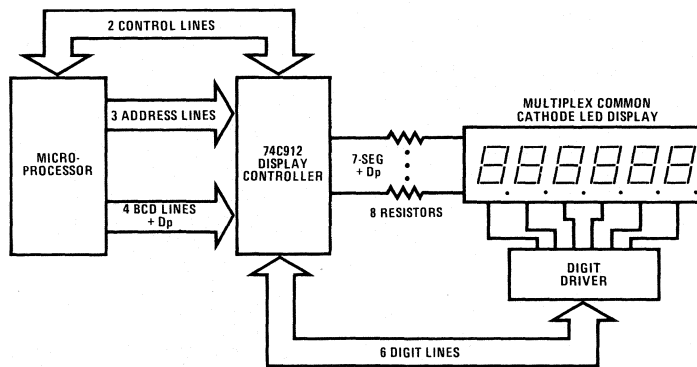 2 CONTROL LINES
MICRO-
PROCESSOR
3 ADDRESS LINES
4 BCD LINES
+ Dp
74C912
DISPLAY
CONTROLLER
7-SEG
+ Dp
8 RESISTORS
MULTIPLEX COMMON
CATHODE LED DISPLAY
DIGIT
DRIVER
6 DIGIT LINES